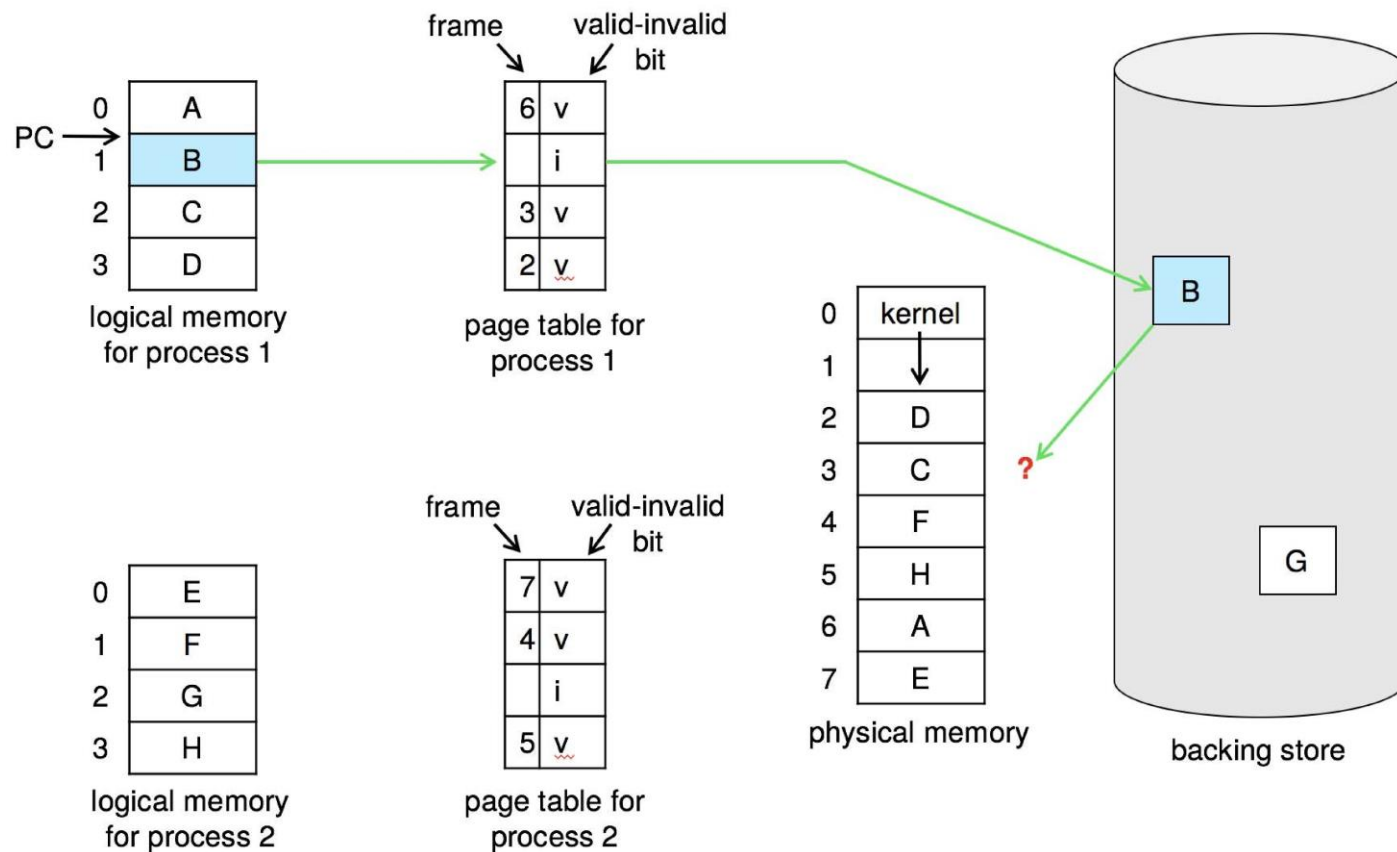 frame
valid-invalid
bit
0 A
PC
1 B
2 C
3 D
logical memory
for process 1
6 v
i
3 v
2 v
page table for
process 1
0 kernel
1
2 D
3 C
4 F
5 H
6 A
7 E
physical memory
?
B
G
backing store
0 E
1 F
2 G
3 H
logical memory
for process 2
frame
valid-invalid
bit
7 v
4 v
i
5 v
page table for
process 2